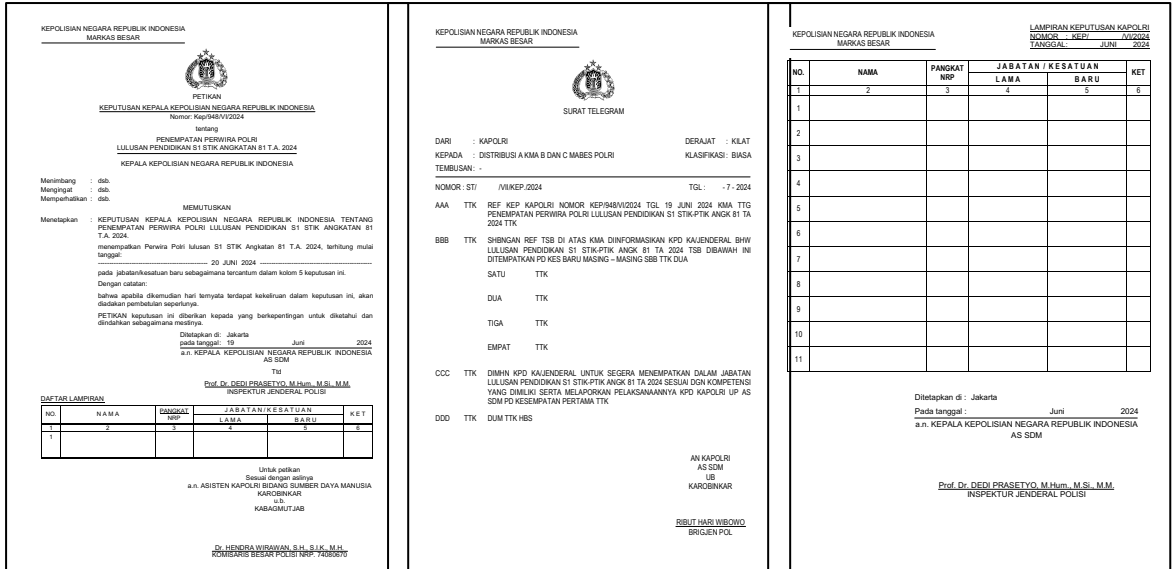 KEPOLISIAN NEGARA REPUBLIK INDONESIA
MARKAS BESAR
PETIKAN
KEPUTUSAN KEPALA KEPOLISIAN NEGARA REPUBLIK INDONESIA
Nomor: Kep/948/VI/2024
tentang
PENEMPATAN PERWIRA POLRI
LULUSAN PENDIDIKAN S1 STIK ANGKATAN 81 T.A. 2024
KEPALA KEPOLISIAN NEGARA REPUBLIK INDONESIA
Menimbang : dsb.
Mengingat : dsb.
Memperhatikan : dsb.
MEMUTUSKAN
Menetapkan : KEPUTUSAN KEPALA KEPOLISIAN NEGARA REPUBLIK INDONESIA TENTANG
PENEMPATAN PERWIRA POLRI LULUSAN PENDIDIKAN S1 STIK ANGKATAN 81
T.A. 2024.
menempatkan Perwira Polri lulusan S1 STIK Angkatan 81 T.A. 2024, terhitung mulai
tanggal:
---------------------------------------- 20 JUNI 2024 ----------------------------------------
pada jabatan/kesatuan baru sebagaimana tercantum dalam kolom 5 keputusan ini.
Dengan catatan:
bahwa apabila dikemudian hari ternyata terdapat kekeliruan dalam keputusan ini, akan
diadakan pembetulan sepertunya.
PETIKAN keputusan ini diberikan kepada yang berkepentingan untuk diketahui dan
diindahkan sebagaimana mestinya.
Ditetapkan di: Jakarta
pada tanggal: 19 Juni 2024
a.n. KEPALA KEPOLISIAN NEGARA REPUBLIK INDONESIA
AS SDM
Ttd
Prof. Dr. DEDI PRASETYO, M.Hum., M.Si., M.M.
INSPEKTUR JENDERAL POLISI
DAFTAR LAMPIRAN
NO. NAMA PANGKAT NRP JABATAN/KESATUAN KET
LAMA BARU
1 2 3 4 5 6
1
Untuk petikan
Sesuai dengan aslinya
a.n. ASISTEN KAPOLRI BIDANG SUMBER DAYA MANUSIA
KAROBINKAR
u.b.
KABAGMUTJAB
Dr. HENDRA WIRAWAN, S.H., S.I.K., M.H.
KOMISARIS BESAR POLISI NRP. 74080670
KEPOLISIAN NEGARA REPUBLIK INDONESIA
MARKAS BESAR
SURAT TELEGRAM
DARI : KAPOLRI DERAJAT : KILAT
KEPADA : DISTRIBUSI A KMA B DAN C MABES POLRI KLASIFIKASI : BIASA
TEMBUSAN : -
NOMOR : ST/ /VII/KEP./2024 TGL : - 7 - 2024
AAA TTK REF KEP KAPOLRI NOMOR KEP/948/VI/2024 TGL 19 JUNI 2024 KMA TTG
PENEMPATAN PERWIRA POLRI LULUSAN PENDIDIKAN S1 STIK-PTIK ANGK 81 TA
2024 TTK
BBB TTK SHBNGAN REF TSB DI ATAS KMA DIINFORMASIKAN KPD KA/JENDERAL BHW
LULUSAN PENDIDIKAN S1 STIK-PTIK ANGK 81 TA 2024 TSB DIBAWAH INI
DITEMPATKAN PD KES BARU MASING – MASING SBB TTK DUA
SATU TTK
DUA TTK
TIGA TTK
EMPAT TTK
CCC TTK DIMHN KPD KA/JENDERAL UNTUK SEGERA MENEMPATKAN DALAM JABATAN
LULUSAN PENDIDIKAN S1 STIK-PTIK ANGK 81 TA 2024 SESUAI DGN KOMPETENSI
YANG DIMILIKI SERTA MELAPORKAN PELAKSANAANNYA KPD KAPOLRI UP AS
SDM PD KESEMPATAN PERTAMA TTK
DDD TTK DUM TTK HBS
AN KAPOLRI
AS SDM
UB
KAROBINKAR
RIBUT HARI WIBOWO
BRIGJEN POL
KEPOLISIAN NEGARA REPUBLIK INDONESIA
MARKAS BESAR
LAMPIRAN KEPUTUSAN KAPOLRI
NOMOR : KEP/ /VI/2024
TANGGAL: JUNI 2024
NO. NAMA PANGKAT NRP JABATAN / KESATUAN KET
LAMA BARU
1 2 3 4 5 6
1
2
3
4
5
6
7
8
9
10
11
Ditetapkan di : Jakarta
Pada tanggal : Juni 2024
a.n. KEPALA KEPOLISIAN NEGARA REPUBLIK INDONESIA
AS SDM
Prof. Dr. DEDI PRASETYO, M.Hum., M.Si., M.M.
INSPEKTUR JENDERAL POLISI